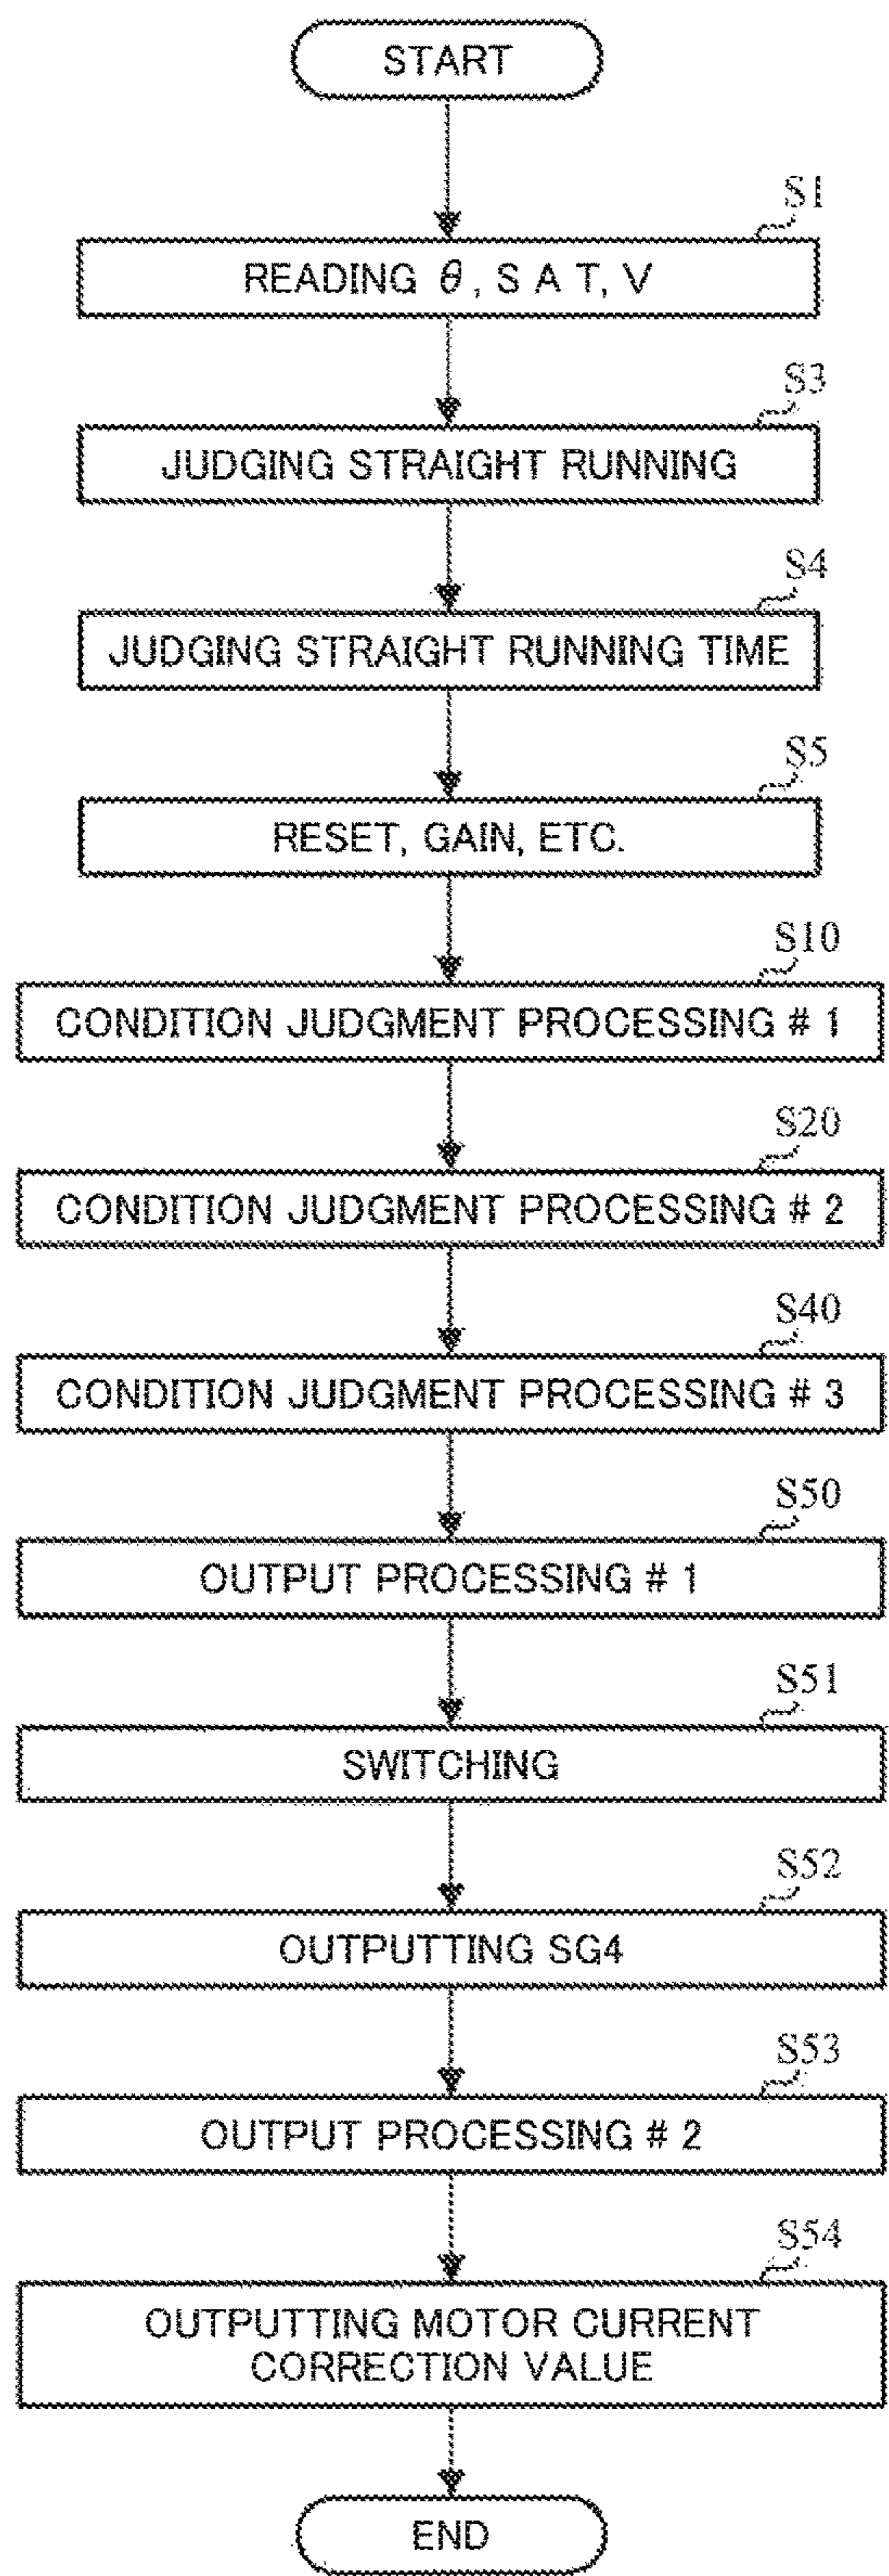 START
S1
READING θ, S A T, V
S3
JUDGING STRAIGHT RUNNING
S4
JUDGING STRAIGHT RUNNING TIME
S5
RESET, GAIN, ETC.
S10
CONDITION JUDGMENT PROCESSING # 1
S20
CONDITION JUDGMENT PROCESSING # 2
S40
CONDITION JUDGMENT PROCESSING # 3
S50
OUTPUT PROCESSING # 1
S51
SWITCHING
S52
OUTPUTTING SG4
S53
OUTPUT PROCESSING # 2
S54
OUTPUTTING MOTOR CURRENT
CORRECTION VALUE
END